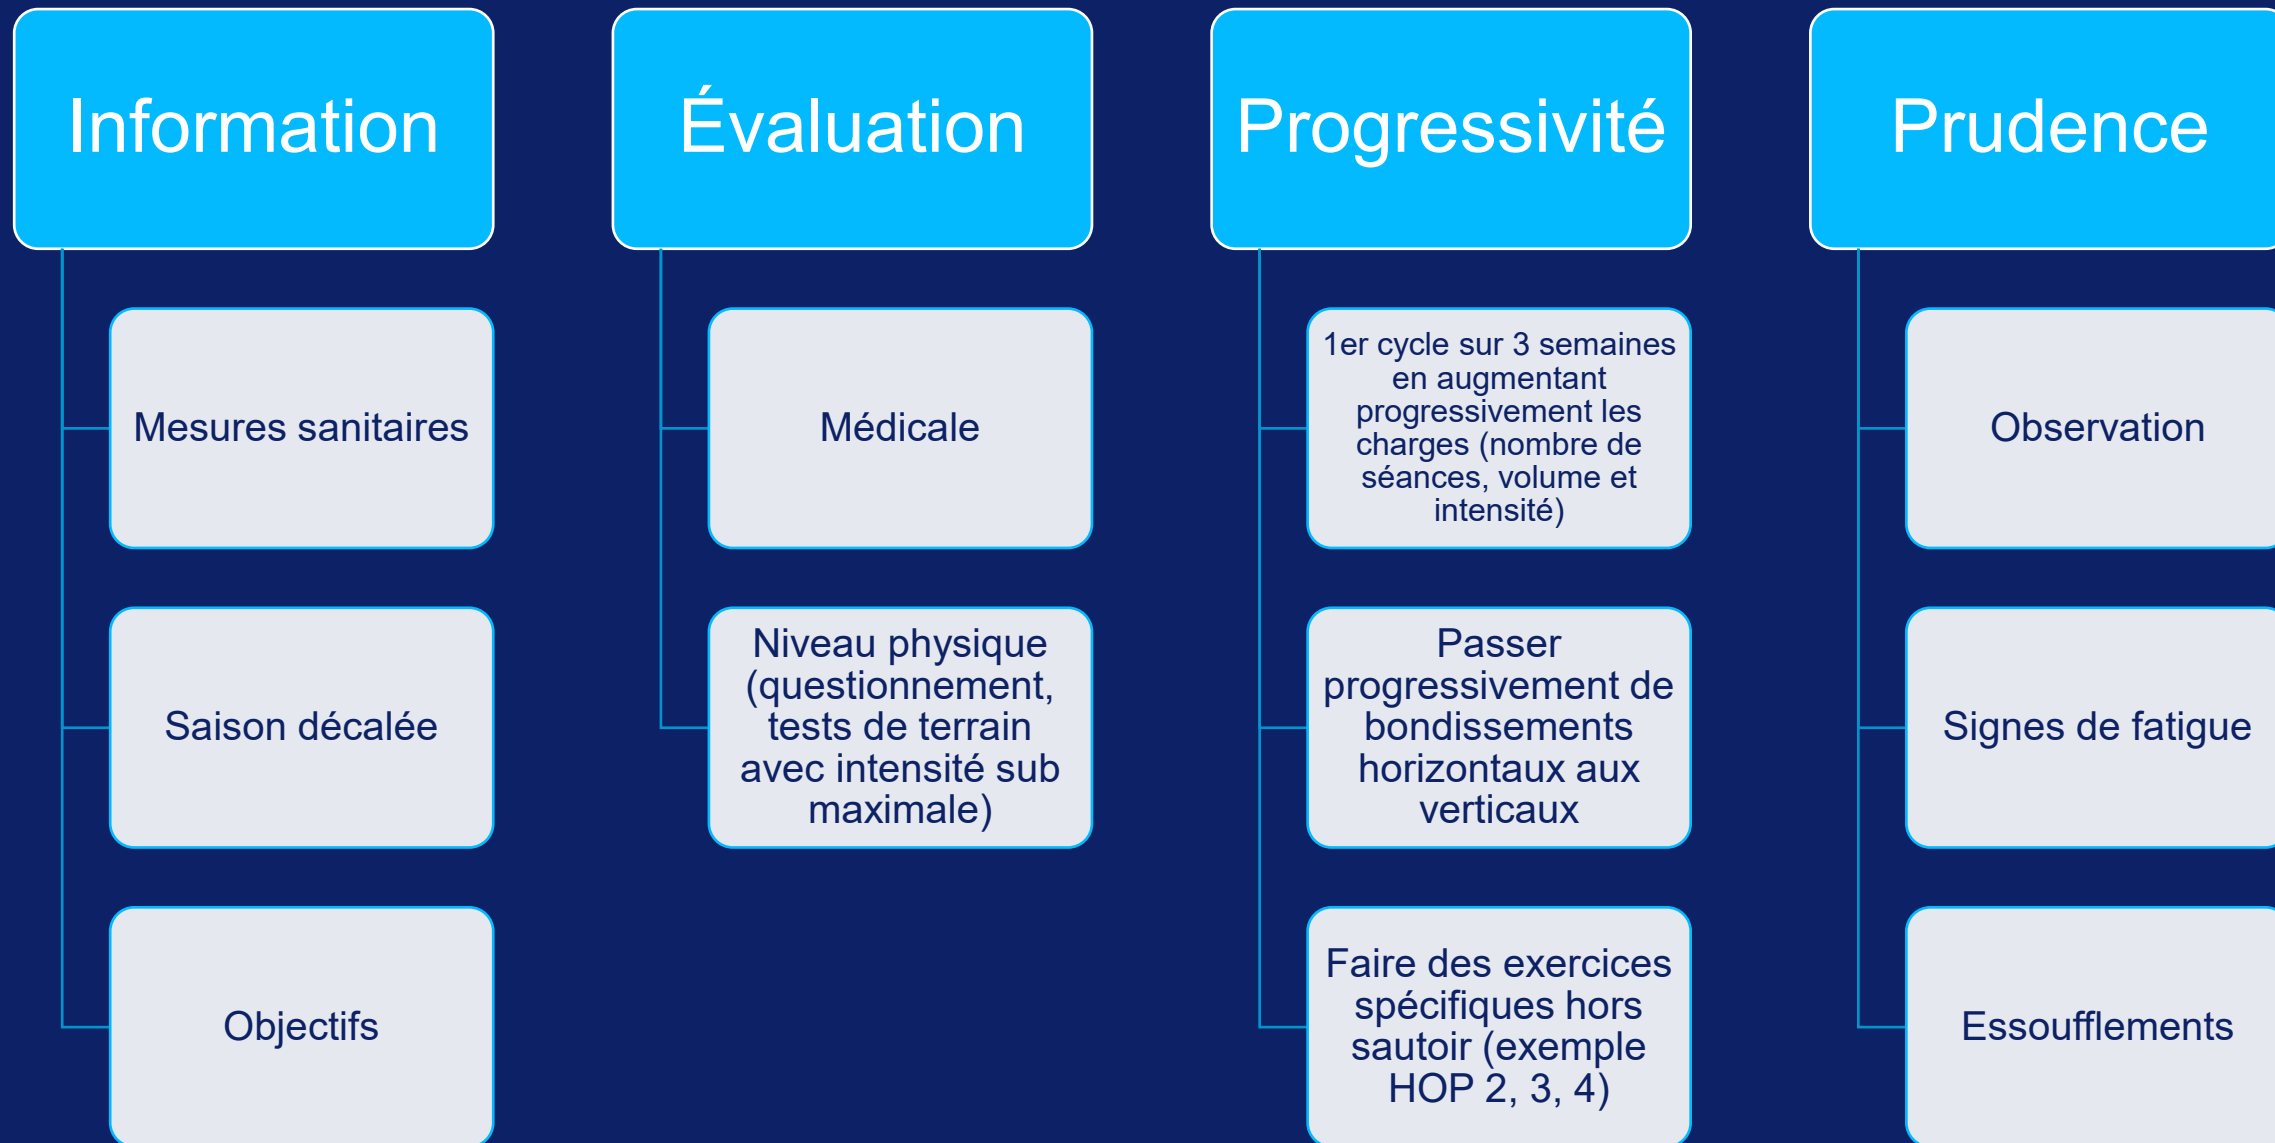 Information
Mesures sanitaires
Saison décalée
Objectifs
Évaluation
Médicale
Niveau physique
(questionnement,
tests de terrain
avec intensité sub
maximale)
Progressivité
1er cycle sur 3 semaines
en augmentant
progressivement les
charges (nombre de
séances, volume et
intensité)
Passer
progressivement de
bondissements
horizontaux aux
verticaux
Faire des exercices
spécifiques hors
sautoir (exemple
HOP 2, 3, 4)
Prudence
Observation
Signes de fatigue
Essoufflements